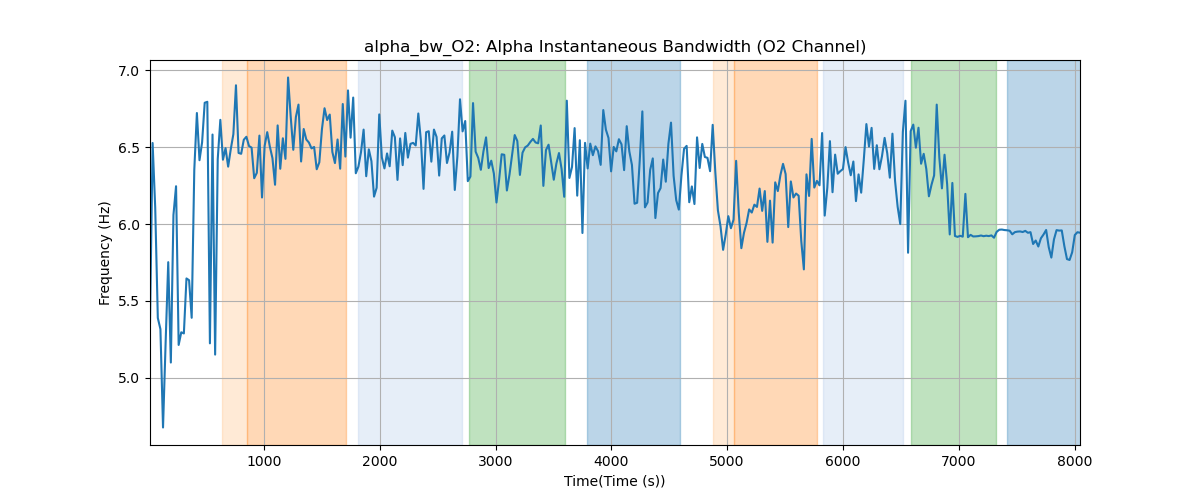 alpha_bw_O2: Alpha Instantaneous Bandwidth (O2 Channel)
7.0
6.5
6.0
5.5
5.0
Frequency (Hz)
1000 2000 3000 4000 5000 6000 7000 8000
Time(Time (s))